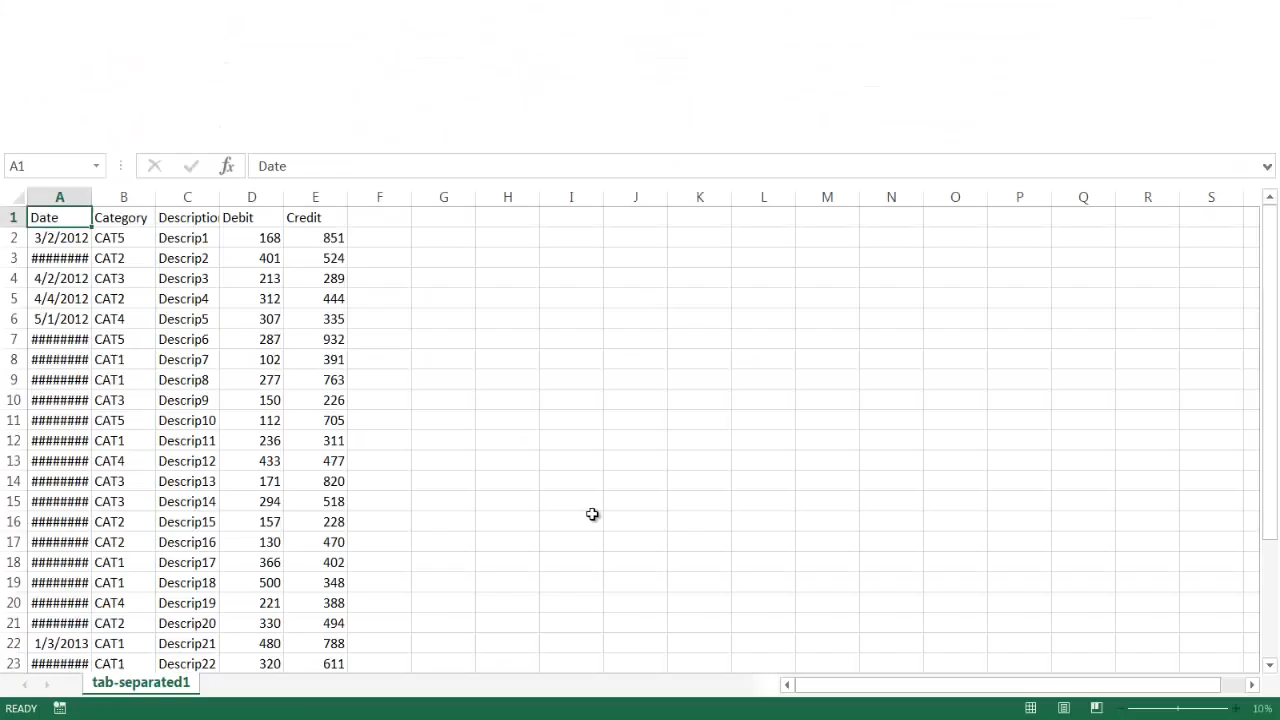 A1 fx Date
A B C D E F G H I J K L M N O P Q R S
1 Date Category Description Debit Credit
2 3/2/2012 CAT5 Descrip1 168 851
3 ######## CAT2 Descrip2 401 524
4 4/2/2012 CAT3 Descrip3 213 289
5 4/4/2012 CAT2 Descrip4 312 444
6 5/1/2012 CAT4 Descrip5 307 335
7 ######## CAT5 Descrip6 287 932
8 ######## CAT1 Descrip7 102 391
9 ######## CAT1 Descrip8 277 763
10 ######## CAT3 Descrip9 150 226
11 ######## CAT5 Descrip10 112 705
12 ######## CAT1 Descrip11 236 311
13 ######## CAT4 Descrip12 433 477
14 ######## CAT3 Descrip13 171 820
15 ######## CAT3 Descrip14 294 518
16 ######## CAT2 Descrip15 157 228
17 ######## CAT2 Descrip16 130 470
18 ######## CAT1 Descrip17 366 402
19 ######## CAT1 Descrip18 500 348
20 ######## CAT4 Descrip19 221 388
21 ######## CAT2 Descrip20 330 494
22 1/3/2013 CAT1 Descrip21 480 788
23 ######## CAT1 Descrip22 320 611
tab-separated1
READY 10%